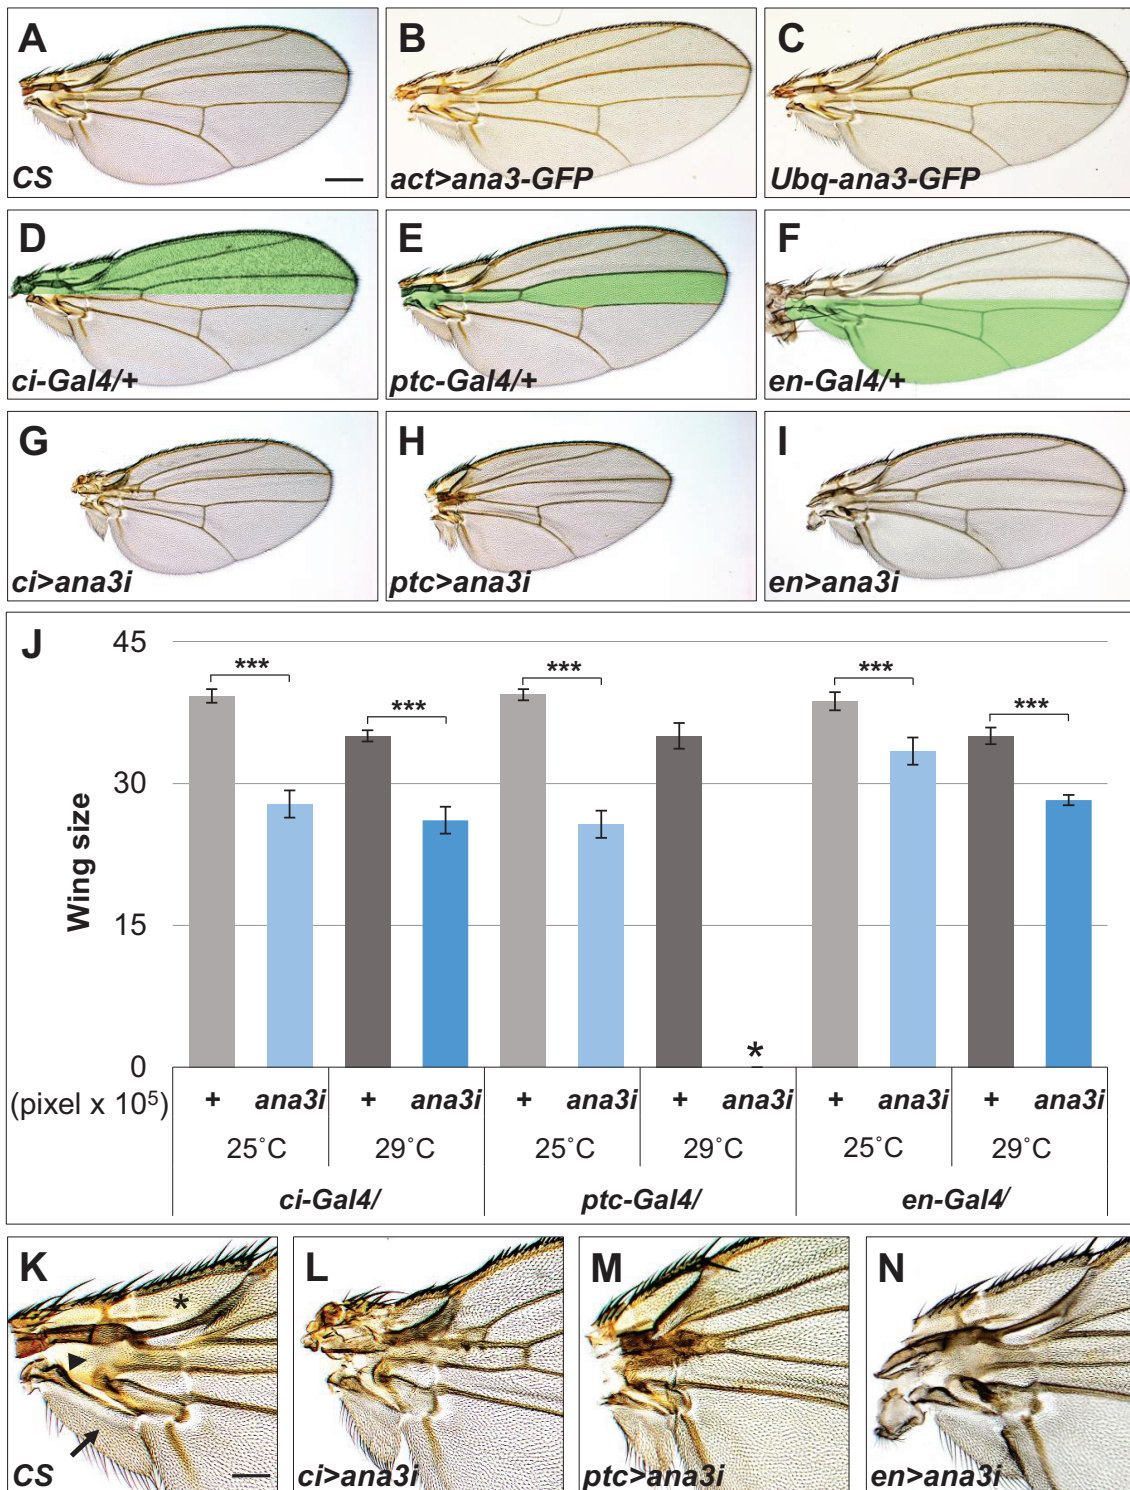 A
CS
B
act>ana3-GFP
C
Ubq-ana3-GFP
D
ci-Gal4/+
E
ptc-Gal4/+
F
en-Gal4/+
G
ci>ana3i
H
ptc>ana3i
I
en>ana3i
J
Wing size
45
30
15
0
(pixel x 10⁵)
***
***
***
*
***
***
+ ana3i + ana3i + ana3i + ana3i + ana3i + ana3i
25˚C 29˚C 25˚C 29˚C 25˚C 29˚C
ci-Gal4/ ptc-Gal4/ en-Gal4/
K
*
CS
L
ci>ana3i
M
ptc>ana3i
N
en>ana3i